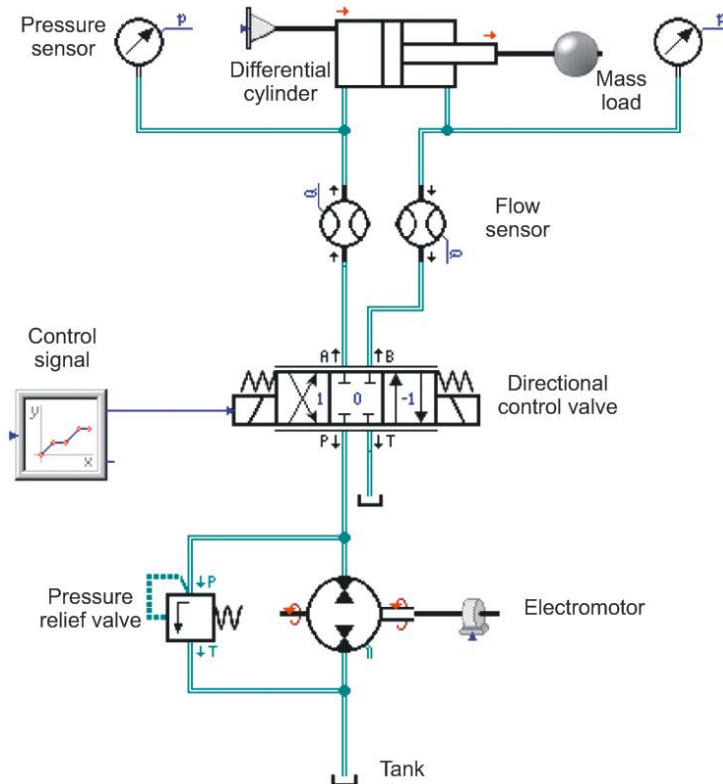 Pressure
sensor
p
Differential
cylinder
Mass
load
p
Q
Flow
sensor
Q
Control
signal
y
x
A
B
1
0
-1
P
T
Directional
control valve
P
Pressure
relief valve
T
Electromotor
Tank